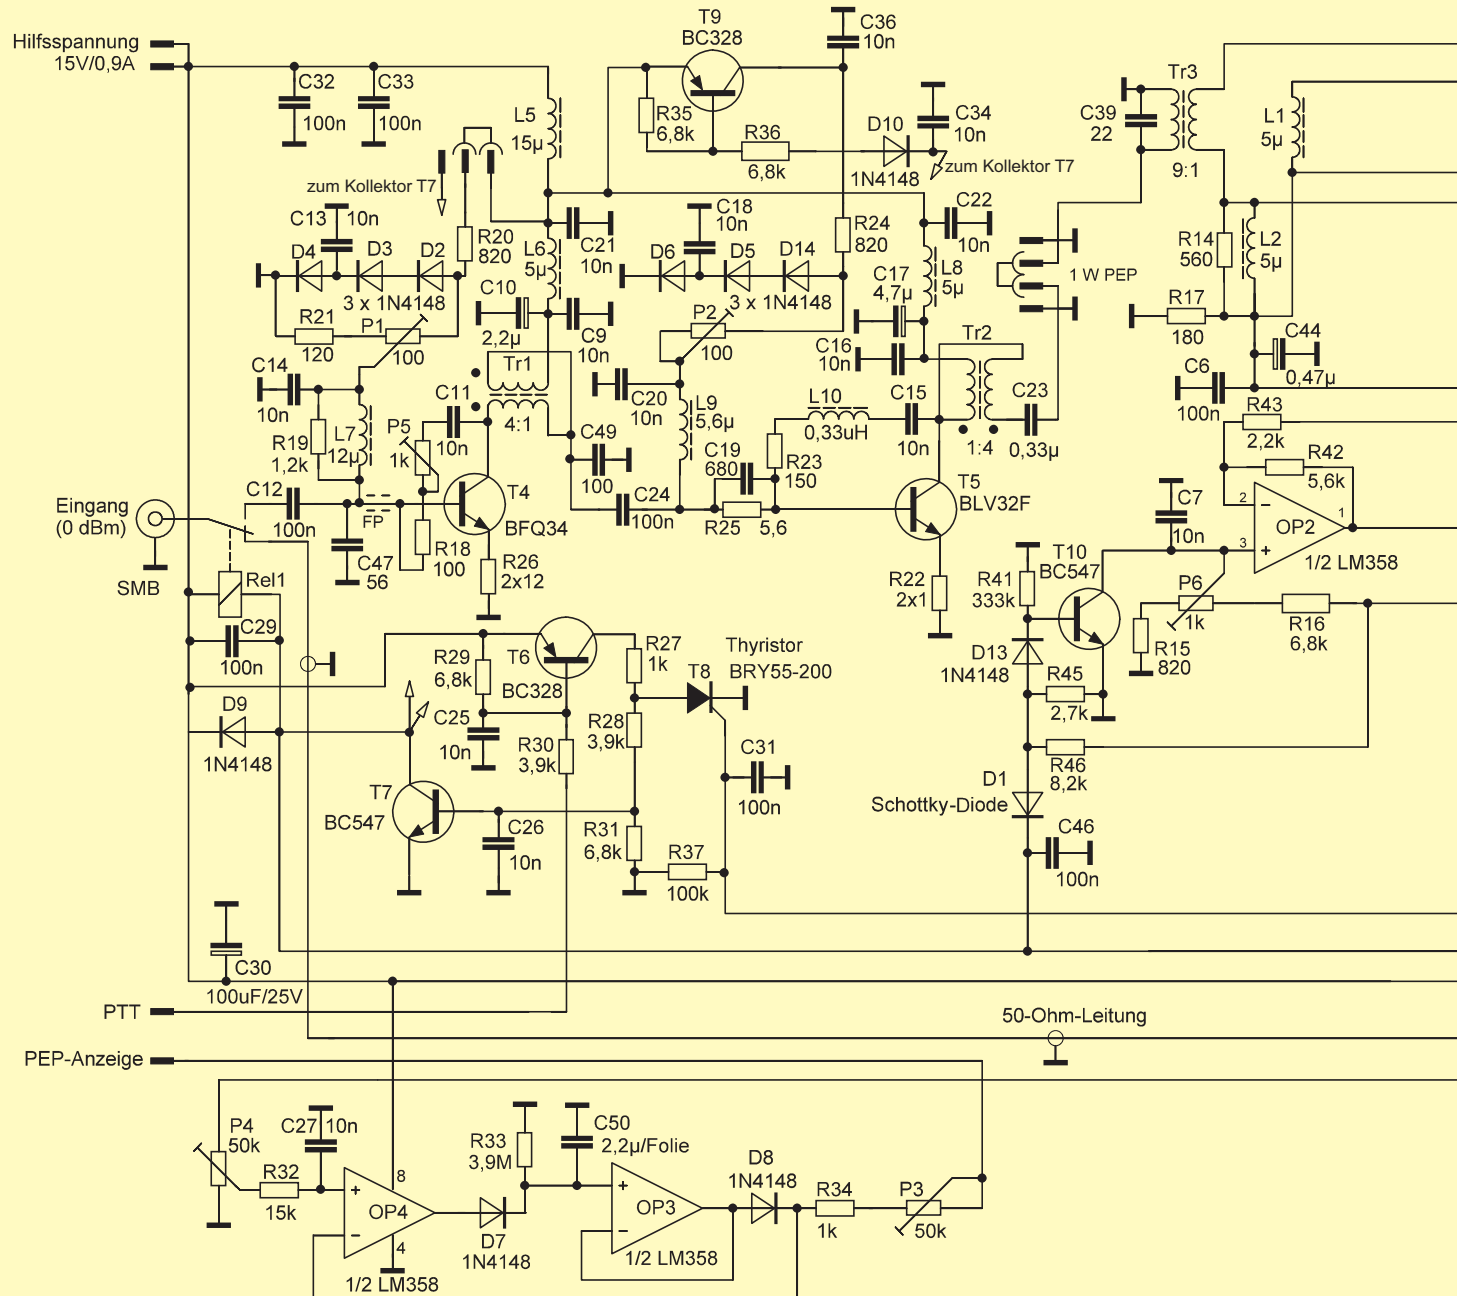 Hilfsspannung
15V/0,9A
C32
100n
C33
100n
L5
15µ
T9
BC328
C36
10n
R35
6,8k
R36
6,8k
D10
1N4148
C34
10n
zum Kollektor T7
zum Kollektor T7
Tr3
9:1
C39
22
L1
5µ
C13
10n
D4
D3
D2
3 x 1N4148
R20
820
L6
5µ
C21
10n
C18
10n
D6
D5
D14
3 x 1N4148
R24
820
C22
10n
L8
5µ
C17
4,7µ
1 W PEP
R14
560
L2
5µ
R17
180
R21
120
P1
100
C10
2,2µ
C9
10n
P2
100
C16
10n
Tr2
1:4
C44
0,47µ
C6
100n
C14
10n
R19
1,2k
L7
12µ
P5
1k
C11
10n
Tr1
4:1
C20
10n
L9
5,6µ
L10
0,33uH
C15
10n
C23
0,33µ
R43
2,2k
R42
5,6k
C49
100
C19
680
R23
150
Eingang
(0 dBm)
SMB
C12
100n
FP
C47
56
R18
100
T4
BFQ34
R26
2x12
C24
100n
R25
5,6
T5
BLV32F
R22
2x1
C7
10n
2
3
1
−
+
OP2
1/2 LM358
T10
BC547
R41
333k
P6
1k
R16
6,8k
R15
820
Rel1
C29
100n
R29
6,8k
T6
BC328
R27
1k
T8
Thyristor
BRY55-200
D13
1N4148
R45
2,7k
R46
8,2k
D9
1N4148
C25
10n
R30
3,9k
R28
3,9k
C31
100n
D1
Schottky-Diode
T7
BC547
C26
10n
R31
6,8k
R37
100k
C46
100n
C30
100uF/25V
PTT
50-Ohm-Leitung
PEP-Anzeige
P4
50k
C27
10n
R32
15k
8
4
+
−
OP4
1/2 LM358
R33
3,9M
D7
1N4148
C50
2,2µ/Folie
+
−
OP3
1/2 LM358
D8
1N4148
R34
1k
P3
50k